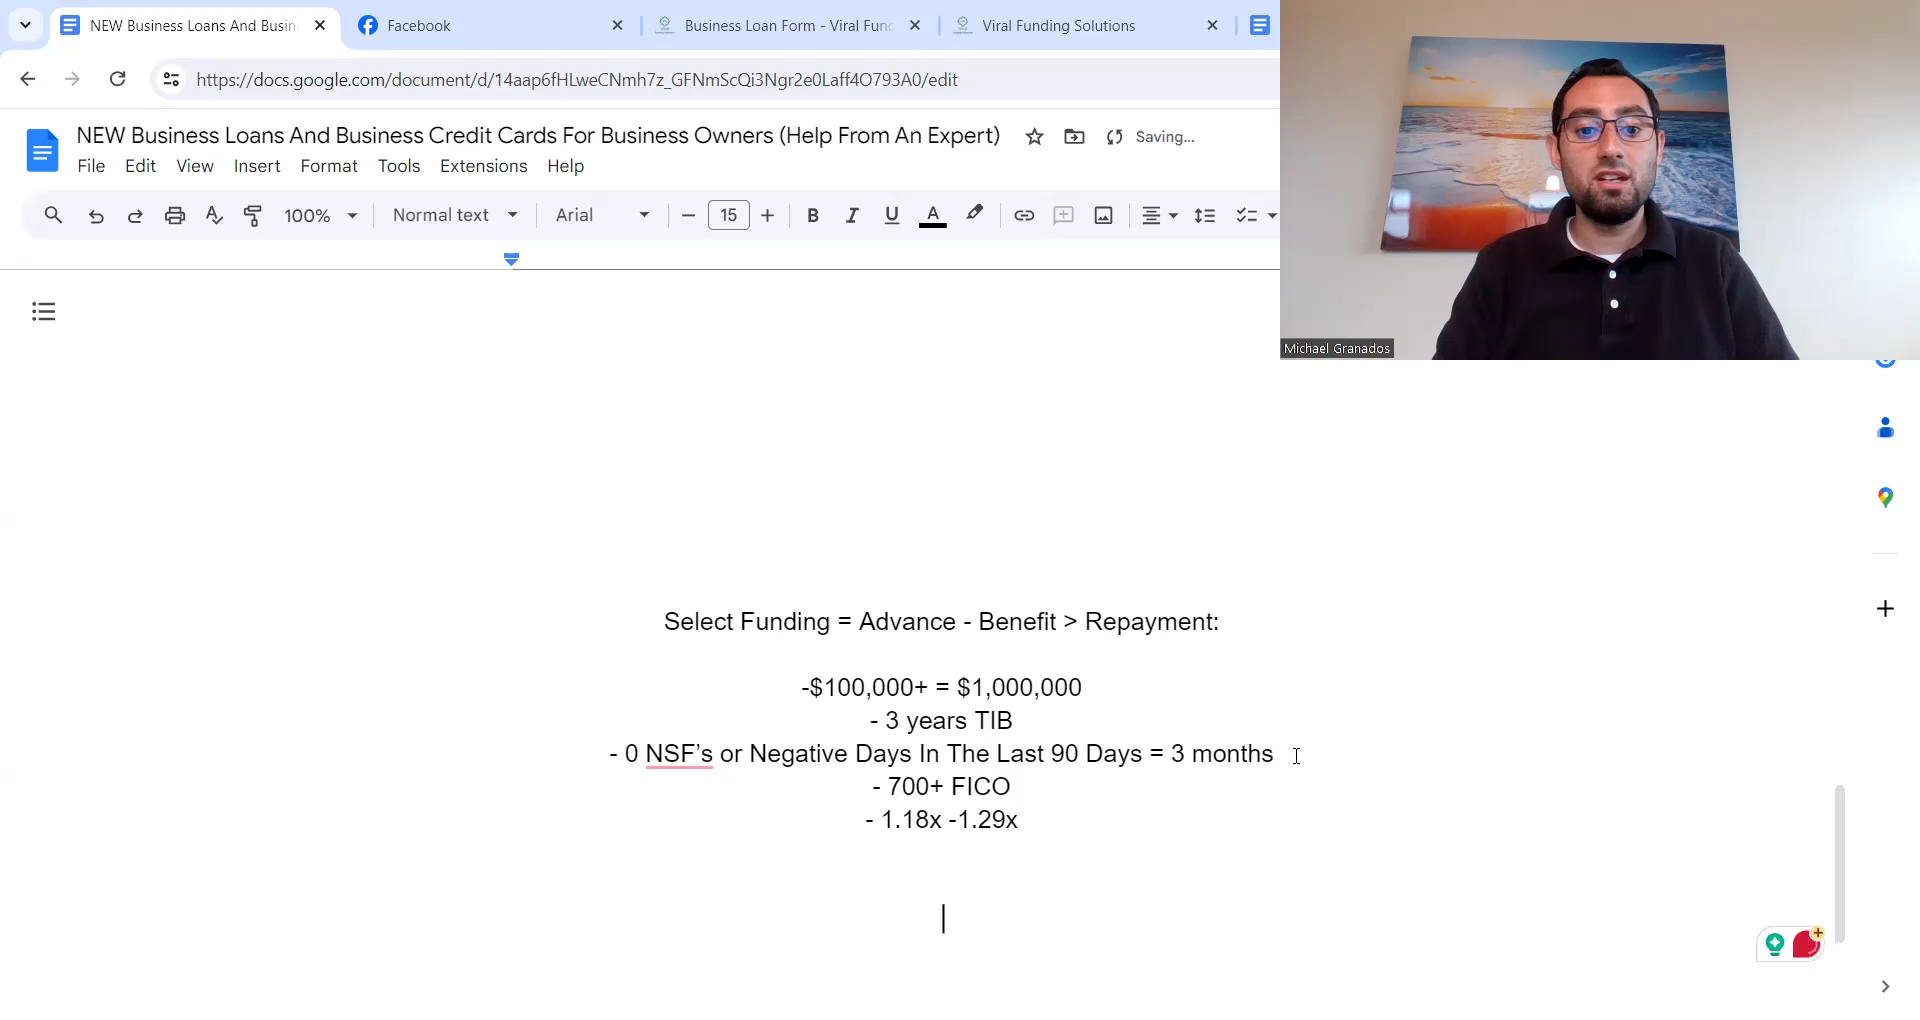 NEW Business Loans And Busin
Facebook
Business Loan Form - Viral Fund
Viral Funding Solutions
https://docs.google.com/document/d/14aap6fHLweCNmh7z_GFNmScQi3Ngr2e0Laff4O793A0/edit
NEW Business Loans And Business Credit Cards For Business Owners (Help From An Expert)
Saving...
File Edit View Insert Format Tools Extensions Help
100% Normal text Arial 15 B I U A
Michael Granados
Select Funding = Advance - Benefit > Repayment:
-$100,000+ = $1,000,000
- 3 years TIB
- 0 NSF's or Negative Days In The Last 90 Days = 3 months
- 700+ FICO
- 1.18x -1.29x